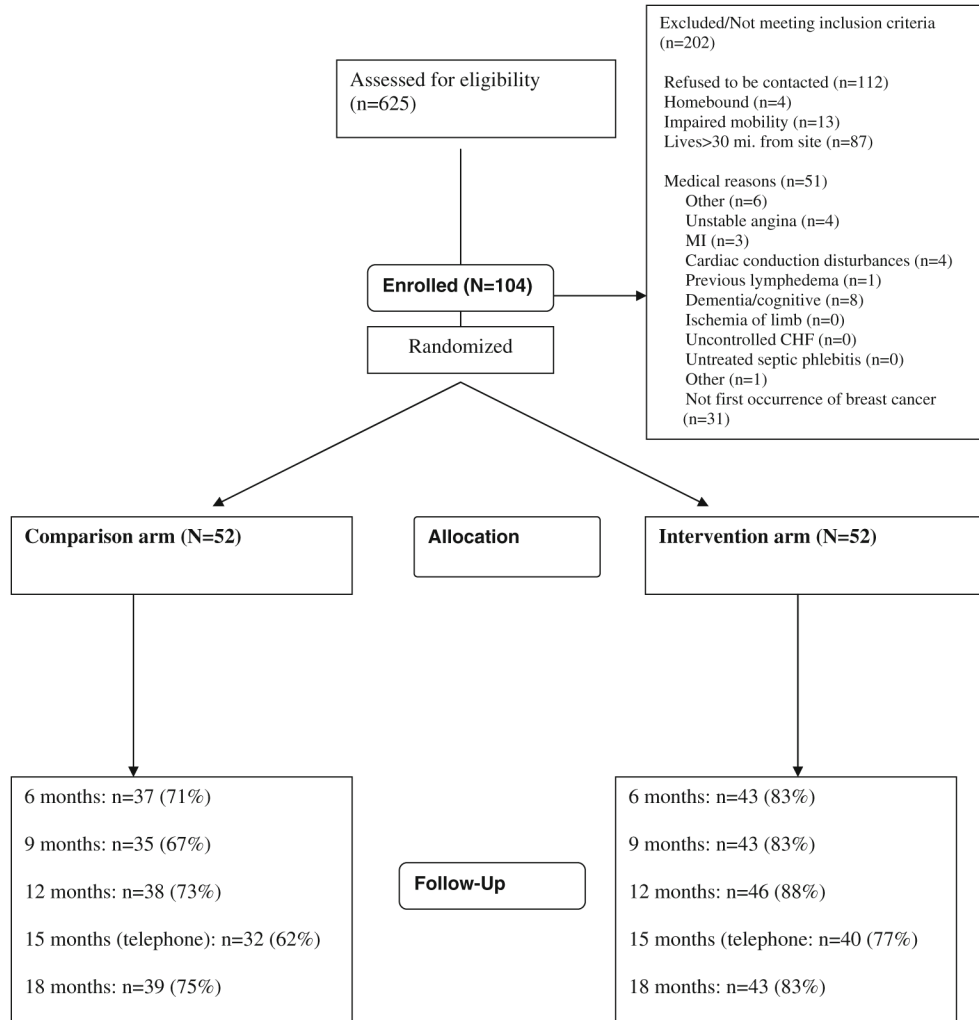 Assessed for eligibility
(n=625)
Excluded/Not meeting inclusion criteria
(n=202)
Refused to be contacted (n=112)
Homebound (n=4)
Impaired mobility (n=13)
Lives>30 mi. from site (n=87)
Medical reasons (n=51)
Other (n=6)
Unstable angina (n=4)
MI (n=3)
Cardiac conduction disturbances (n=4)
Previous lymphedema (n=1)
Dementia/cognitive (n=8)
Ischemia of limb (n=0)
Uncontrolled CHF (n=0)
Untreated septic phlebitis (n=0)
Other (n=1)
Not first occurrence of breast cancer
(n=31)
Enrolled (N=104)
Randomized
Comparison arm (N=52)
Allocation
Intervention arm (N=52)
6 months: n=37 (71%)
9 months: n=35 (67%)
12 months: n=38 (73%)
15 months (telephone): n=32 (62%)
18 months: n=39 (75%)
Follow-Up
6 months: n=43 (83%)
9 months: n=43 (83%)
12 months: n=46 (88%)
15 months (telephone: n=40 (77%)
18 months: n=43 (83%)